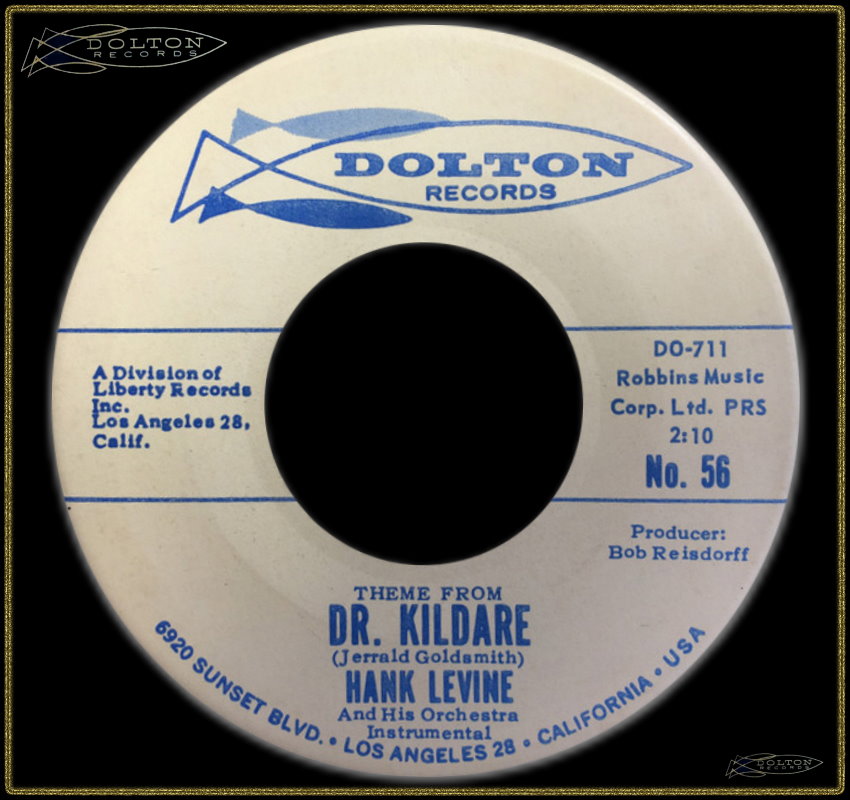 DOLTON
RECORDS
DOLTON
RECORDS
A Division of
Liberty Records
Inc.
Los Angeles 28,
Calif.
DO-711
Robbins Music
Corp. Ltd. PRS
2:10
No. 56
Producer:
Bob Reisdorff
THEME FROM
DR. KILDARE
(Jerrald Goldsmith)
HANK LEVINE
And His Orchestra
Instrumental
6920 SUNSET BLVD. • LOS ANGELES 28 • CALIFORNIA • USA
DOLTON
RECORDS